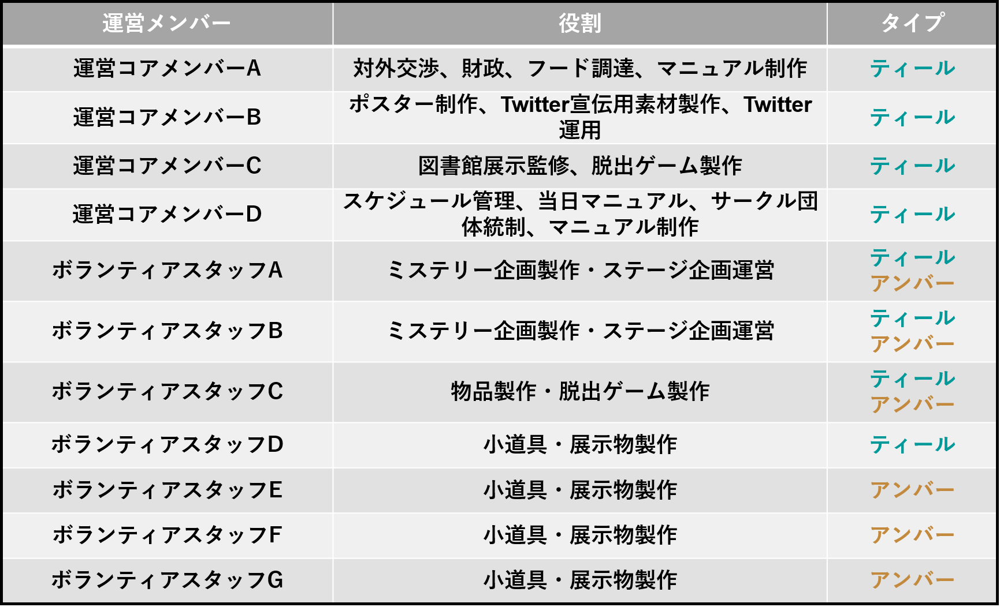 運営メンバー 役割 タイプ
運営コアメンバーA 対外交渉、財政、フード調達、マニュアル制作 ティール
運営コアメンバーB ポスター制作、Twitter宣伝用素材製作、Twitter
運用 ティール
運営コアメンバーC 図書館展示監修、脱出ゲーム製作 ティール
運営コアメンバーD スケジュール管理、当日マニュアル、サークル団
体統制、マニュアル制作 ティール
ボランティアスタッフA ミステリー企画製作・ステージ企画運営 ティール
アンバー
ボランティアスタッフB ミステリー企画製作・ステージ企画運営 ティール
アンバー
ボランティアスタッフC 物品製作・脱出ゲーム製作 ティール
アンバー
ボランティアスタッフD 小道具・展示物製作 ティール
ボランティアスタッフE 小道具・展示物製作 アンバー
ボランティアスタッフF 小道具・展示物製作 アンバー
ボランティアスタッフG 小道具・展示物製作 アンバー